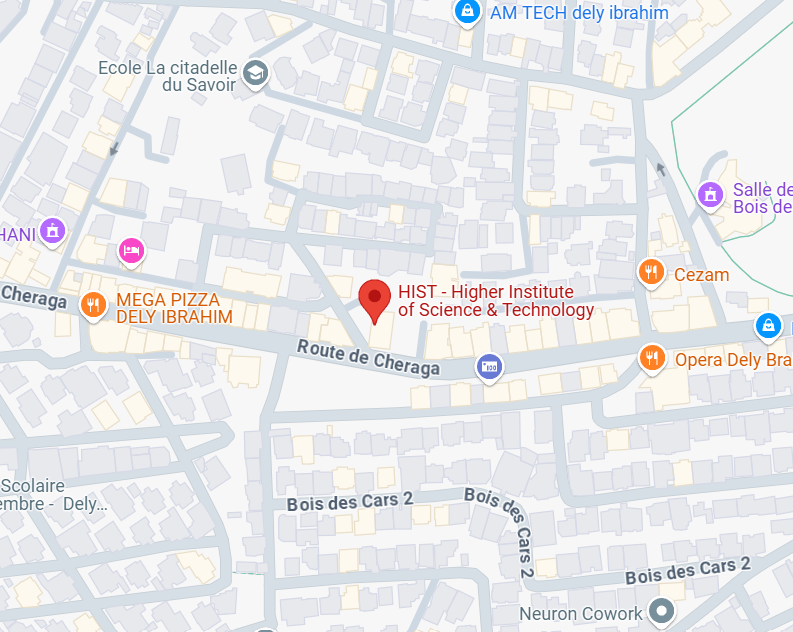 AM TECH dely ibrahim
Ecole La citadelle
du Savoir
Salle de
Bois de
HANI
Cezam
Cheraga
MEGA PIZZA
DELY IBRAHIM
HIST - Higher Institute
of Science & Technology
Route de Cheraga
100
Opera Dely Bra
Scolaire
embre - Dely...
Bois des Cars 2
Bois des Cars 2
Bois des Cars 2
Neuron Cowork